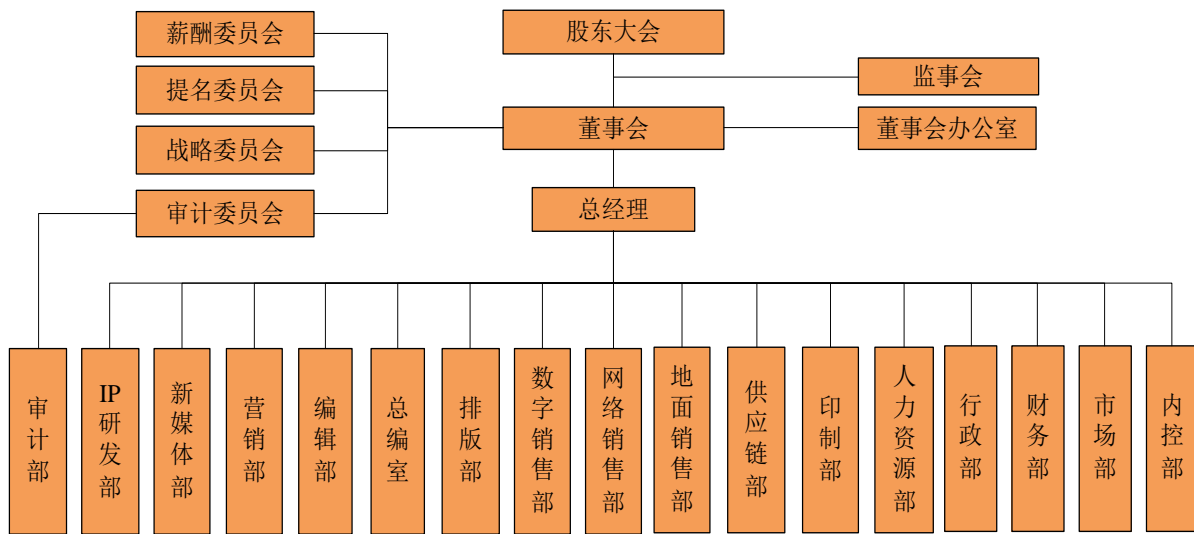 薪酬委员会
股东大会
提名委员会
监事会
董事会
董事会办公室
战略委员会
审计委员会
总经理
审计部
IP研发部
新媒体部
营销部
编辑部
总编室
排版部
数字销售部
网络销售部
地面销售部
供应链部
印制部
人力资源部
行政部
财务部
市场部
内控部